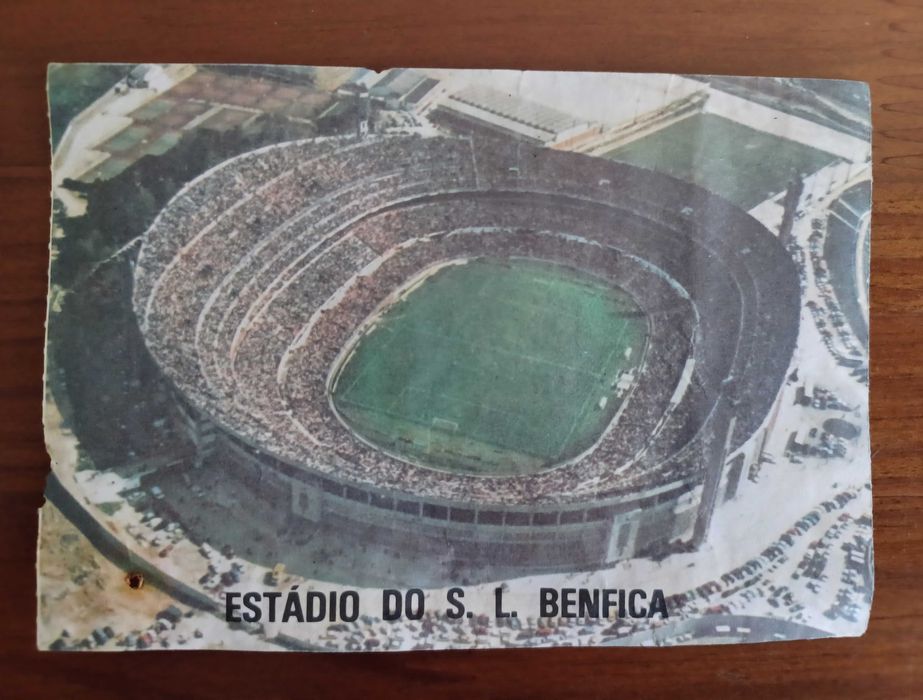 ESTÁDIO DO S. L. BENFICA